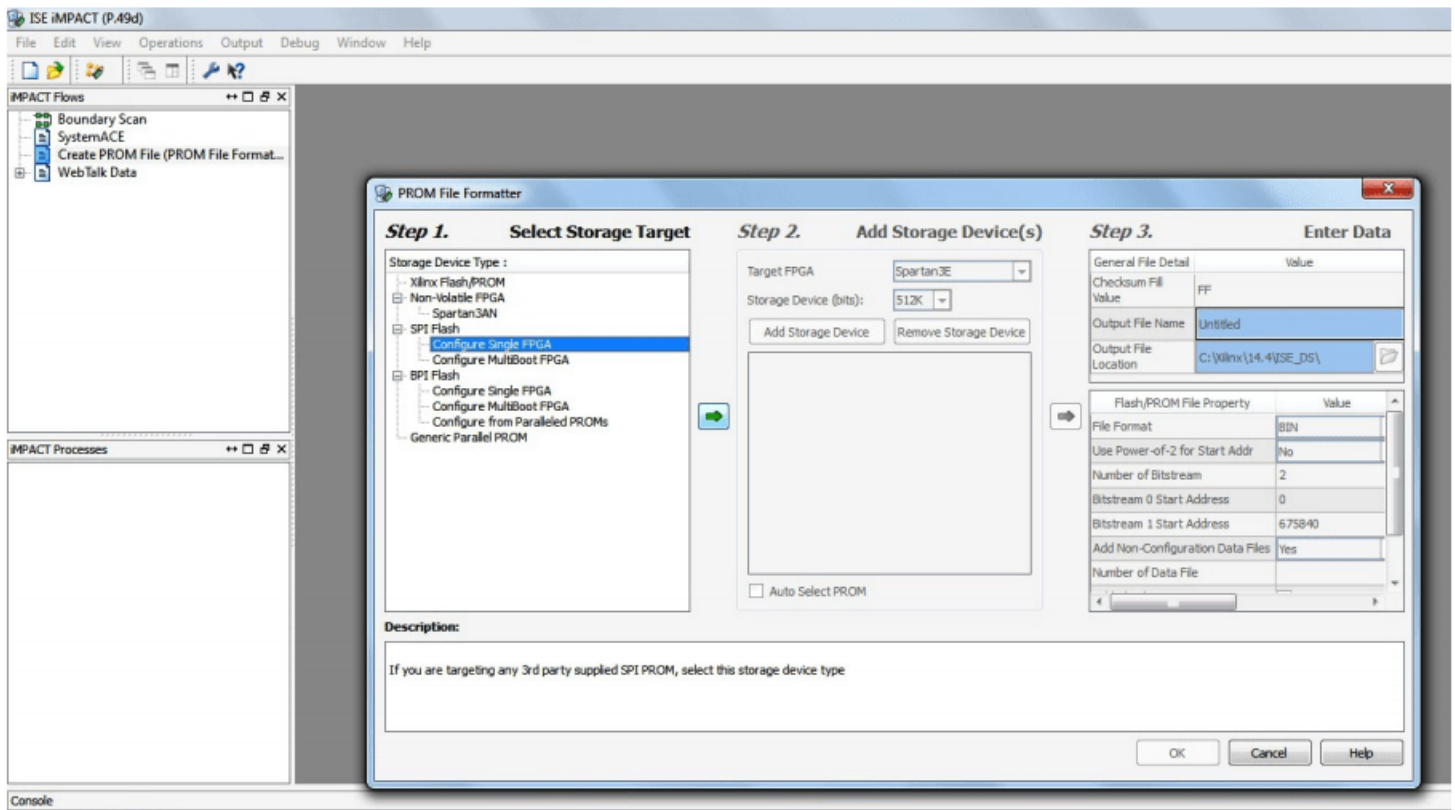 ISE iMPACT (P.49d)
File Edit View Operations Output Debug Window Help
iMPACT Flows
Boundary Scan
SystemACE
Create PROM File (PROM File Format...
WebTalk Data
iMPACT Processes
PROM File Formatter
Step 1. Select Storage Target
Storage Device Type :
Xilinx Flash/PROM
Non-Volatile FPGA
Spartan3AN
SPI Flash
Configure Single FPGA
Configure MultiBoot FPGA
BPI Flash
Configure Single FPGA
Configure MultiBoot FPGA
Configure from Paralleled PROMs
Generic Parallel PROM
Step 2. Add Storage Device(s)
Target FPGA Spartan3E
Storage Device (bits): 512K
Add Storage Device Remove Storage Device
Auto Select PROM
Step 3. Enter Data
General File Detail Value
Checksum Fill
Value FF
Output File Name Untitled
Output File
Location C:\Xilinx\14.4\ISE_DS\
Flash/PROM File Property Value
File Format BIN
Use Power-of-2 for Start Addr No
Number of Bitstream 2
Bitstream 0 Start Address 0
Bitstream 1 Start Address 675840
Add Non-Configuration Data Files Yes
Number of Data File
Description:
If you are targeting any 3rd party supplied SPI PROM, select this storage device type
OK Cancel Help
Console